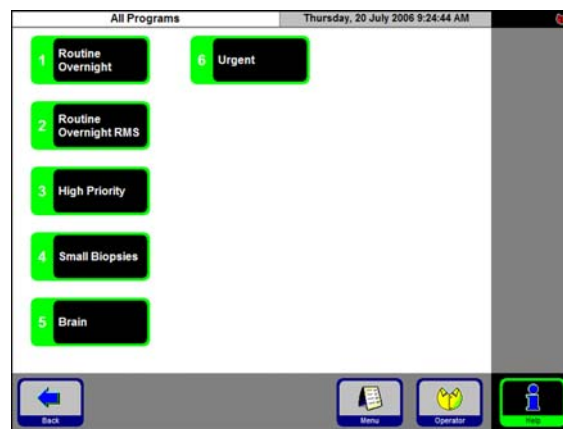 All Programs
Thursday, 20 July 2006 9:24:44 AM
1
Routine
Overnight
6
Urgent
2
Routine
Overnight RMS
3
High Priority
4
Small Biopsies
5
Brain
Back
Menu
Operator
Help